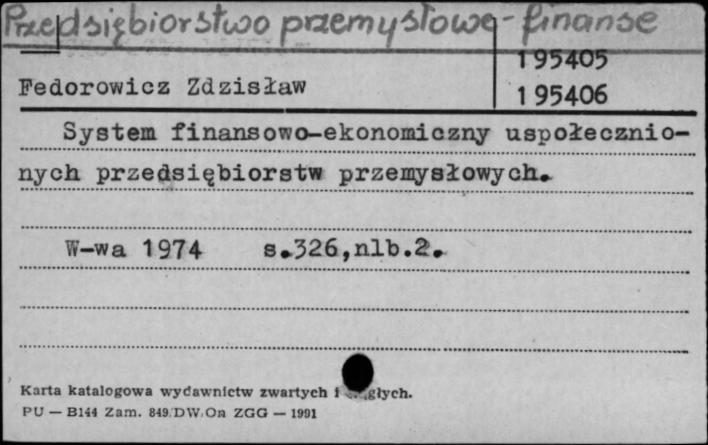 Przedsiębiorstwo przemysłowe - finanse
195405
Fedorowicz Zdzisław
195406
System finansowo-ekonomiczny uspołecznio-
nych przedsiębiorstw przemysłowych.
W-wa 1974 s.326,nlb.2.
Karta katalogowa wydawnictw zwartych i
PU — B144 Zam. 849/DW/On ZGG — 1991